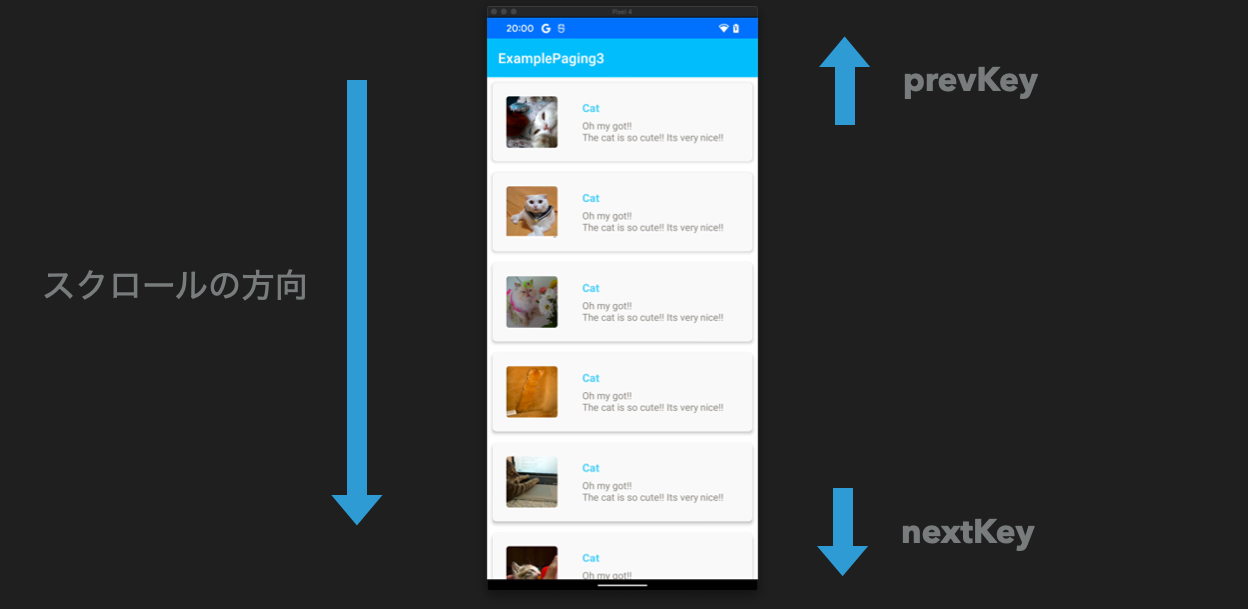 Pixel 4
20:00
ExamplePaging3
prevKey
Cat
Oh my got!!
The cat is so cute!! Its very nice!!
Cat
Oh my got!!
The cat is so cute!! Its very nice!!
スクロールの方向
Cat
Oh my got!!
The cat is so cute!! Its very nice!!
Cat
Oh my got!!
The cat is so cute!! Its very nice!!
Cat
Oh my got!!
The cat is so cute!! Its very nice!!
nextKey
Cat
Oh my got!!